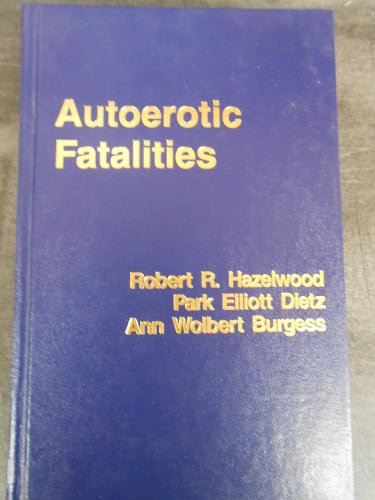 Autoerotic
Fatalities
Robert R. Hazelwood
Park Elliott Dietz
Ann Wolbert Burgess